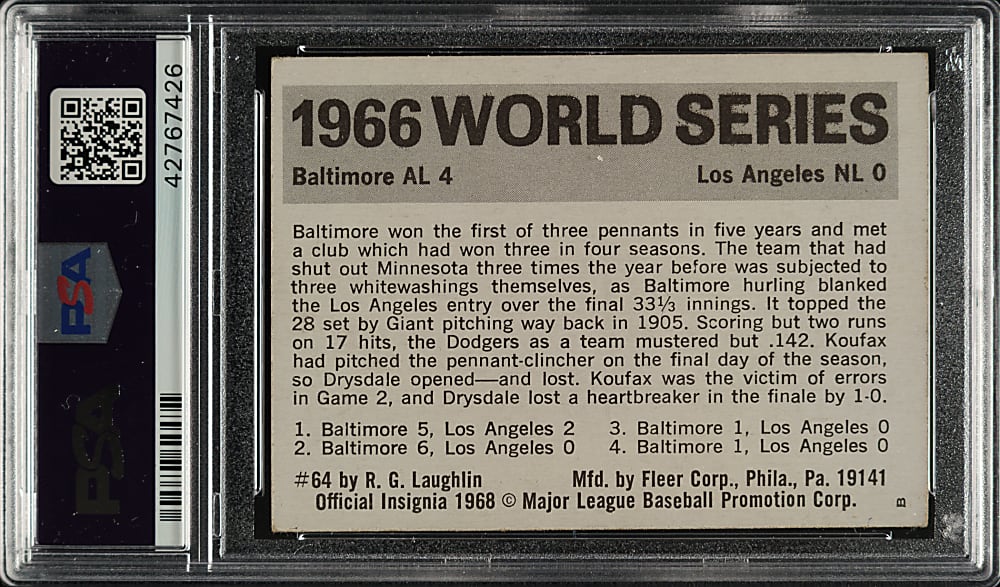 42767426
PSA
PSA
1966 WORLD SERIES
Baltimore AL 4 Los Angeles NL 0
Baltimore won the first of three pennants in five years and met
a club which had won three in four seasons. The team that had
shut out Minnesota three times the year before was subjected to
three whitewashings themselves, as Baltimore hurling blanked
the Los Angeles entry over the final 33⅓ innings. It topped the
28 set by Giant pitching way back in 1905. Scoring but two runs
on 17 hits, the Dodgers as a team mustered but .142. Koufax
had pitched the pennant-clincher on the final day of the season,
so Drysdale opened—and lost. Koufax was the victim of errors
in Game 2, and Drysdale lost a heartbreaker in the finale by 1-0.
1. Baltimore 5, Los Angeles 2 3. Baltimore 1, Los Angeles 0
2. Baltimore 6, Los Angeles 0 4. Baltimore 1, Los Angeles 0
#64 by R. G. Laughlin Mfd. by Fleer Corp., Phila., Pa. 19141
Official Insignia 1968 © Major League Baseball Promotion Corp.
B